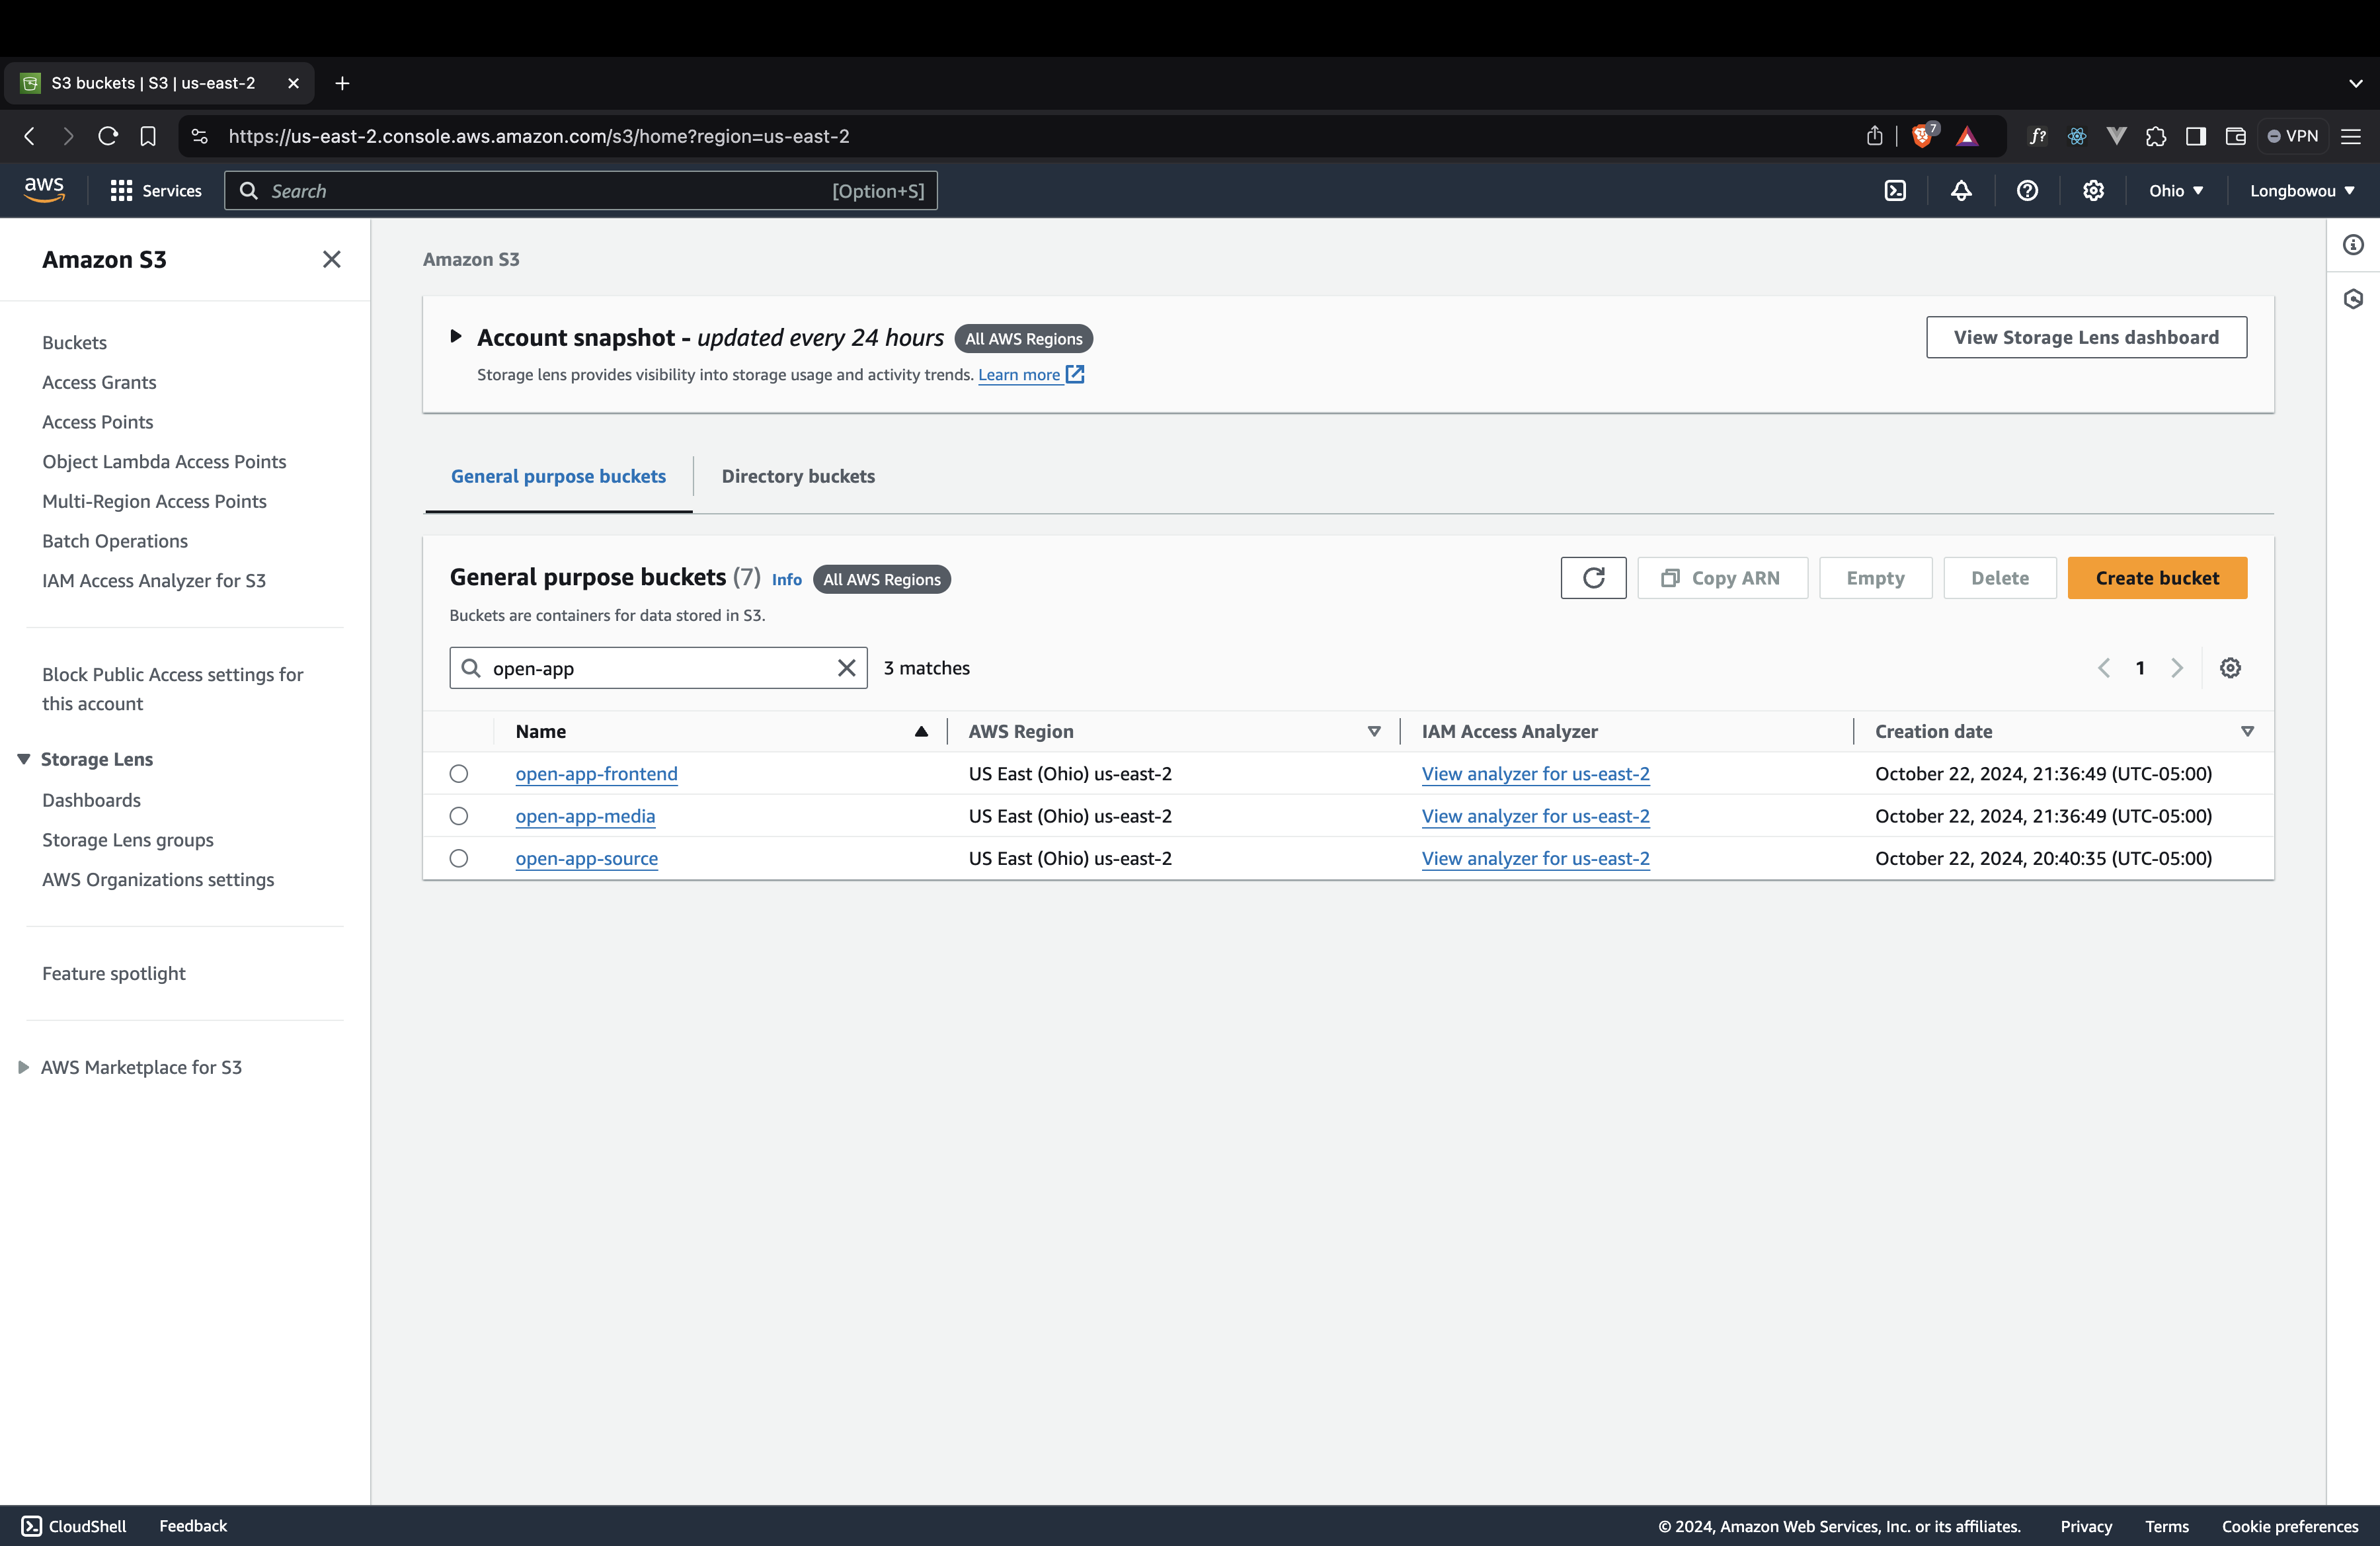 S3 buckets | S3 | us-east-2
https://us-east-2.console.aws.amazon.com/s3/home?region=us-east-2
7
f?
VPN
aws
Services
Search
[Option+S]
Ohio
Longbowou
Amazon S3
Buckets
Access Grants
Access Points
Object Lambda Access Points
Multi-Region Access Points
Batch Operations
IAM Access Analyzer for S3
Block Public Access settings for
this account
Storage Lens
Dashboards
Storage Lens groups
AWS Organizations settings
Feature spotlight
AWS Marketplace for S3
Amazon S3
Account snapshot - updated every 24 hours All AWS Regions
Storage lens provides visibility into storage usage and activity trends. Learn more
View Storage Lens dashboard
General purpose buckets
Directory buckets
General purpose buckets (7) Info All AWS Regions
Buckets are containers for data stored in S3.
Copy ARN
Empty
Delete
Create bucket
open-app
3 matches
1
Name AWS Region IAM Access Analyzer Creation date
open-app-frontend US East (Ohio) us-east-2 View analyzer for us-east-2 October 22, 2024, 21:36:49 (UTC-05:00)
open-app-media US East (Ohio) us-east-2 View analyzer for us-east-2 October 22, 2024, 21:36:49 (UTC-05:00)
open-app-source US East (Ohio) us-east-2 View analyzer for us-east-2 October 22, 2024, 20:40:35 (UTC-05:00)
CloudShell
Feedback
© 2024, Amazon Web Services, Inc. or its affiliates.
Privacy
Terms
Cookie preferences